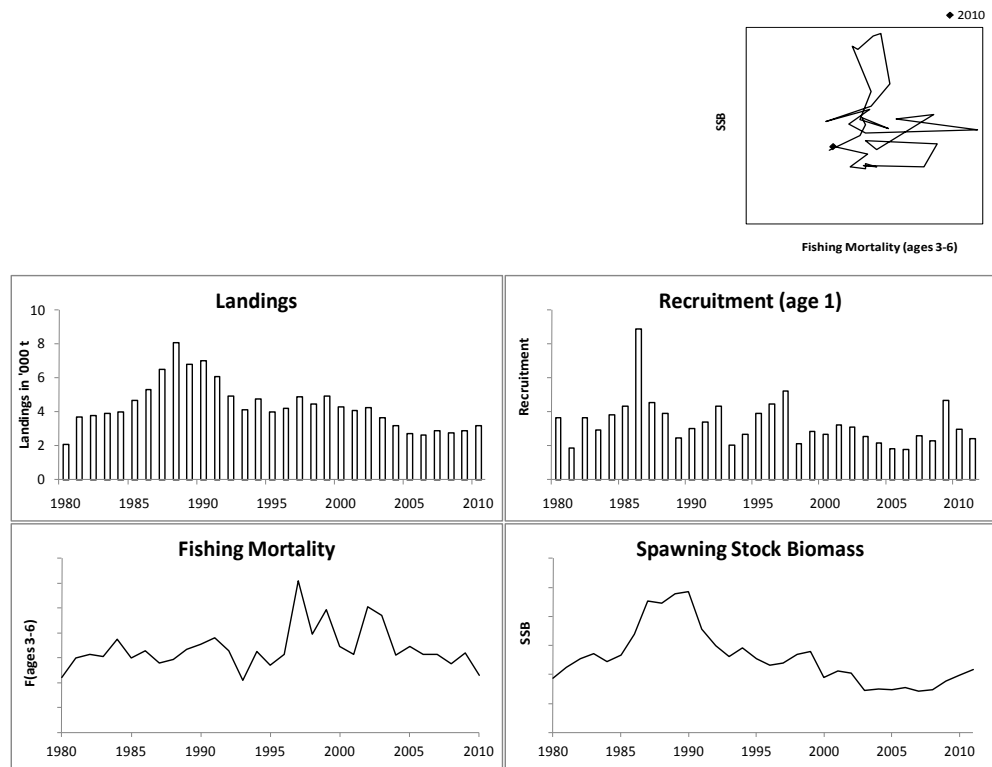 2010
SSB
Fishing Mortality (ages 3-6)
Landings
Landings in '000 t
10
8
6
4
2
0
1980 1985 1990 1995 2000 2005 2010
Recruitment (age 1)
Recruitment
1980 1985 1990 1995 2000 2005 2010
Fishing Mortality
F(ages 3-6)
1980 1985 1990 1995 2000 2005 2010
Spawning Stock Biomass
SSB
1980 1985 1990 1995 2000 2005 2010